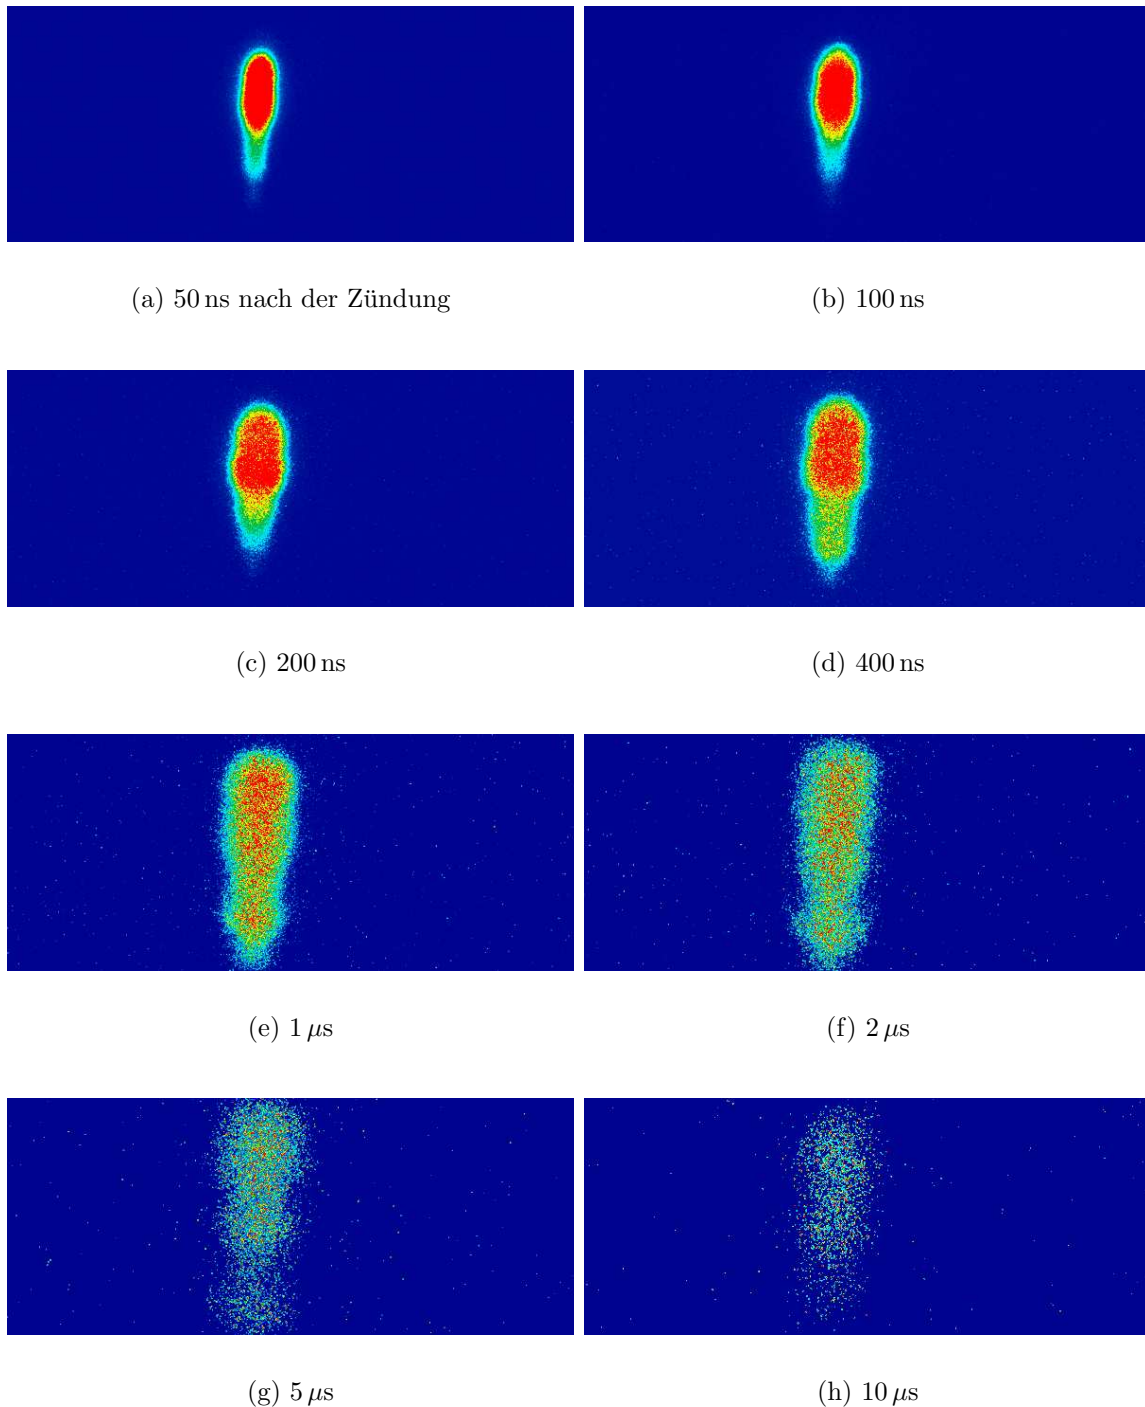 (a) 50 ns nach der Zündung
(b) 100 ns
(c) 200 ns
(d) 400 ns
(e) 1 µs
(f) 2 µs
(g) 5 µs
(h) 10 µs